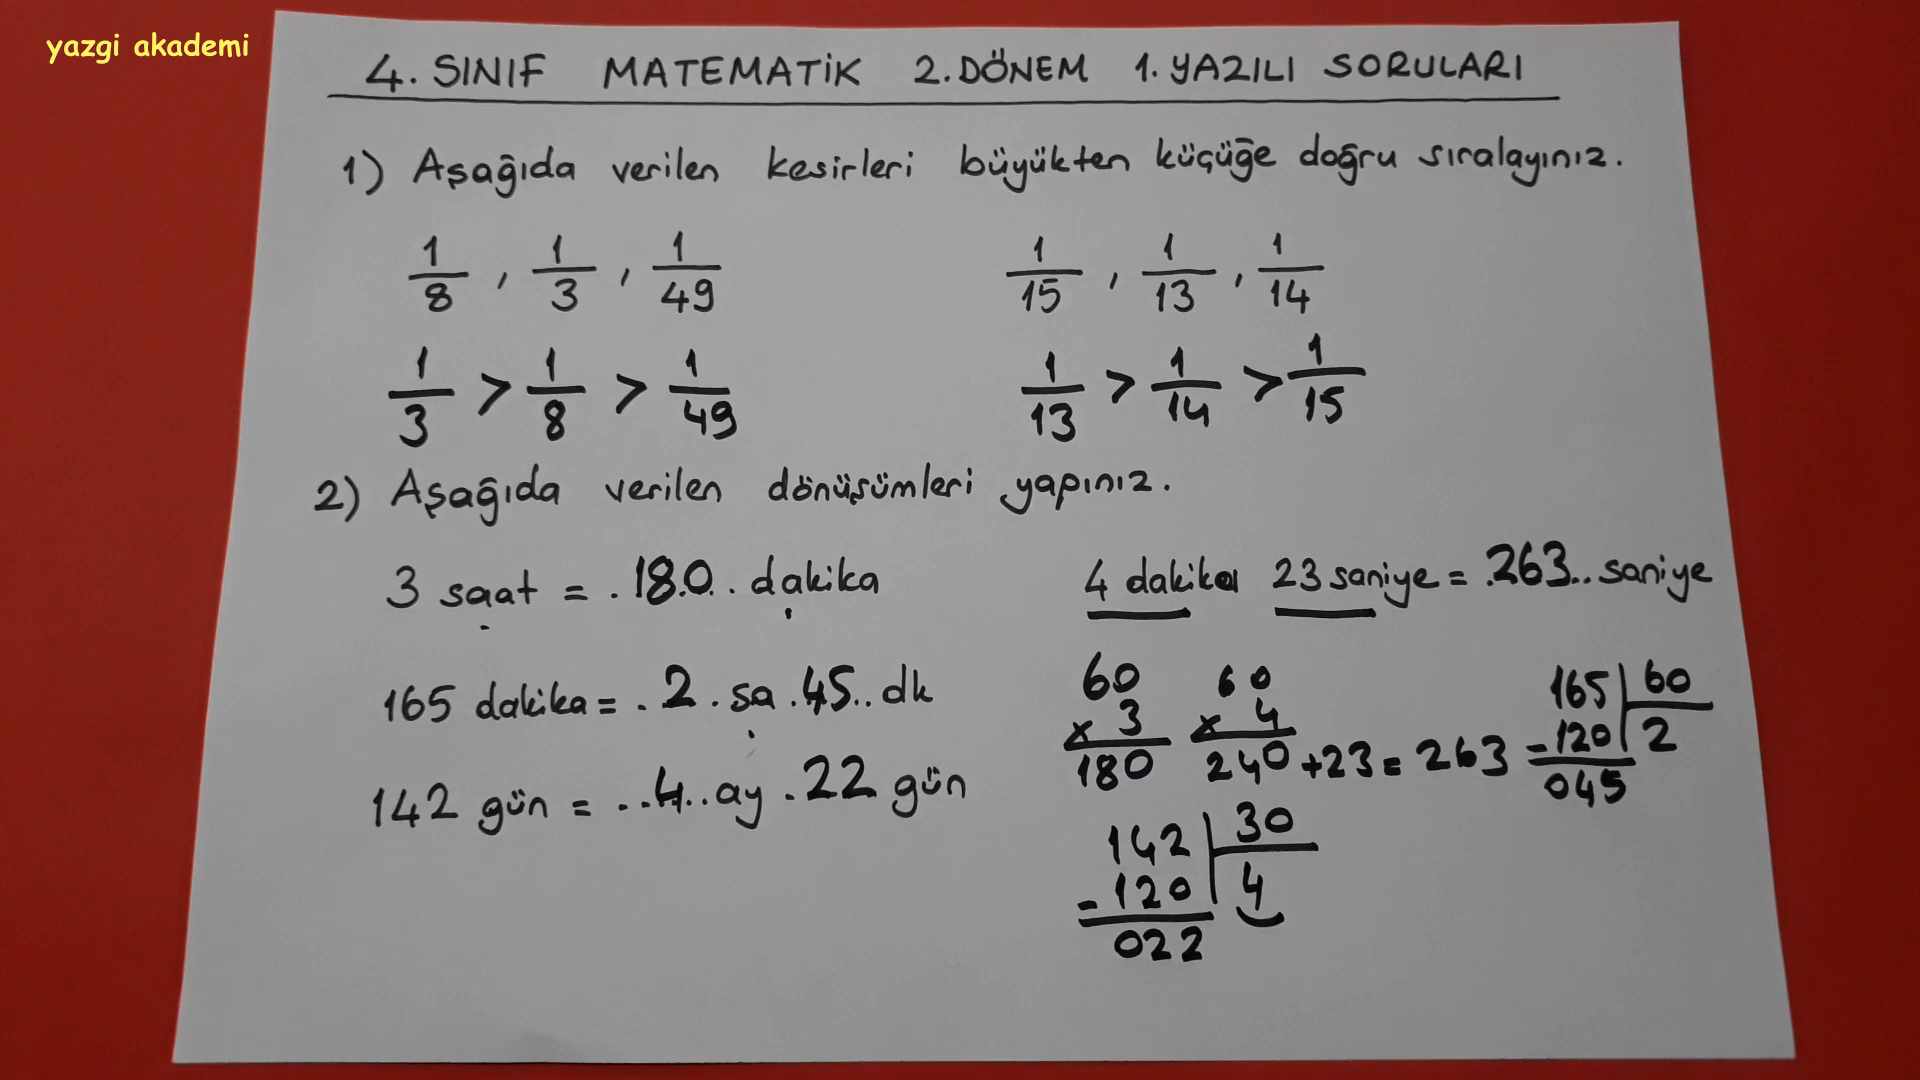 yazgi akademi
4. SINIF MATEMATİK 2. DÖNEM 1. YAZILI SORULARI
1) Aşağıda verilen kesirleri büyükten küçüğe doğru sıralayınız.
1/8 , 1/3 , 1/49
1/15 , 1/13 , 1/14
1/3 > 1/8 > 1/49
1/13 > 1/14 > 1/15
2) Aşağıda verilen dönüşümleri yapınız.
3 saat = .180.. dakika
4 dakika 23 saniye = .263.. saniye
165 dakika = ..2. sa .45.. dk
142 gün = ..4.. ay .22 gün
60
x 3
180
60
x 4
240 + 23 = 263
165 | 60
-120 | 2
045
142 | 30
-120 | 4
022